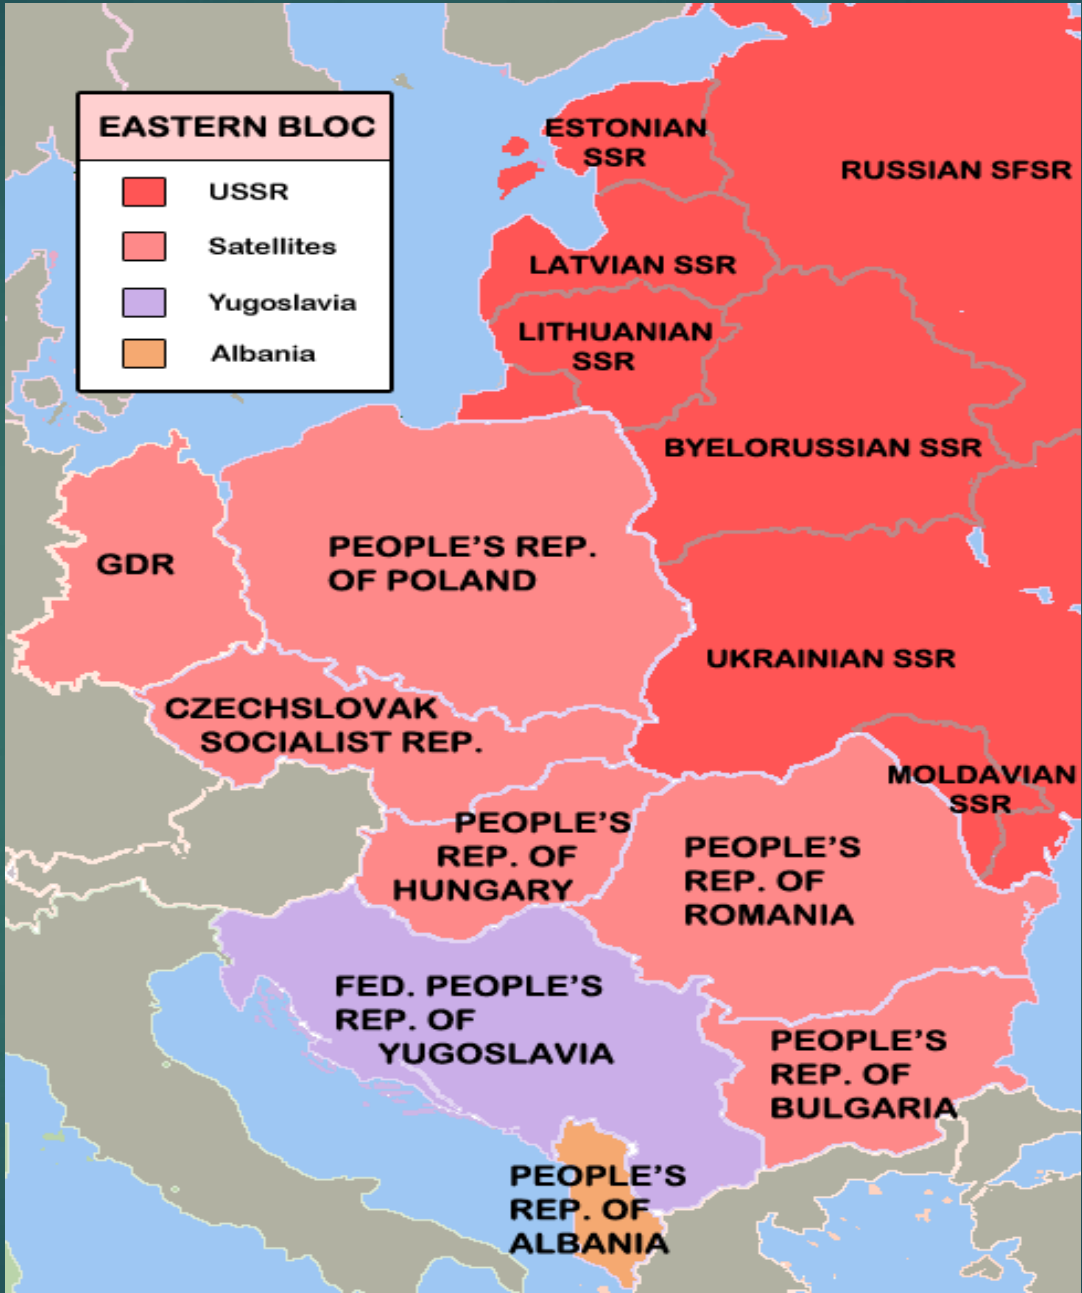 EASTERN BLOC
USSR
Satellites
Yugoslavia
Albania
ESTONIAN
SSR
RUSSIAN SFSR
LATVIAN SSR
LITHUANIAN
SSR
BYELORUSSIAN SSR
PEOPLE'S REP.
OF POLAND
GDR
UKRAINIAN SSR
CZECHSLOVAK
SOCIALIST REP.
MOLDAVIAN
SSR
PEOPLE'S
REP. OF
HUNGARY
PEOPLE'S
REP. OF
ROMANIA
FED. PEOPLE'S
REP. OF
YUGOSLAVIA
PEOPLE'S
REP. OF
BULGARIA
PEOPLE'S
REP. OF
ALBANIA